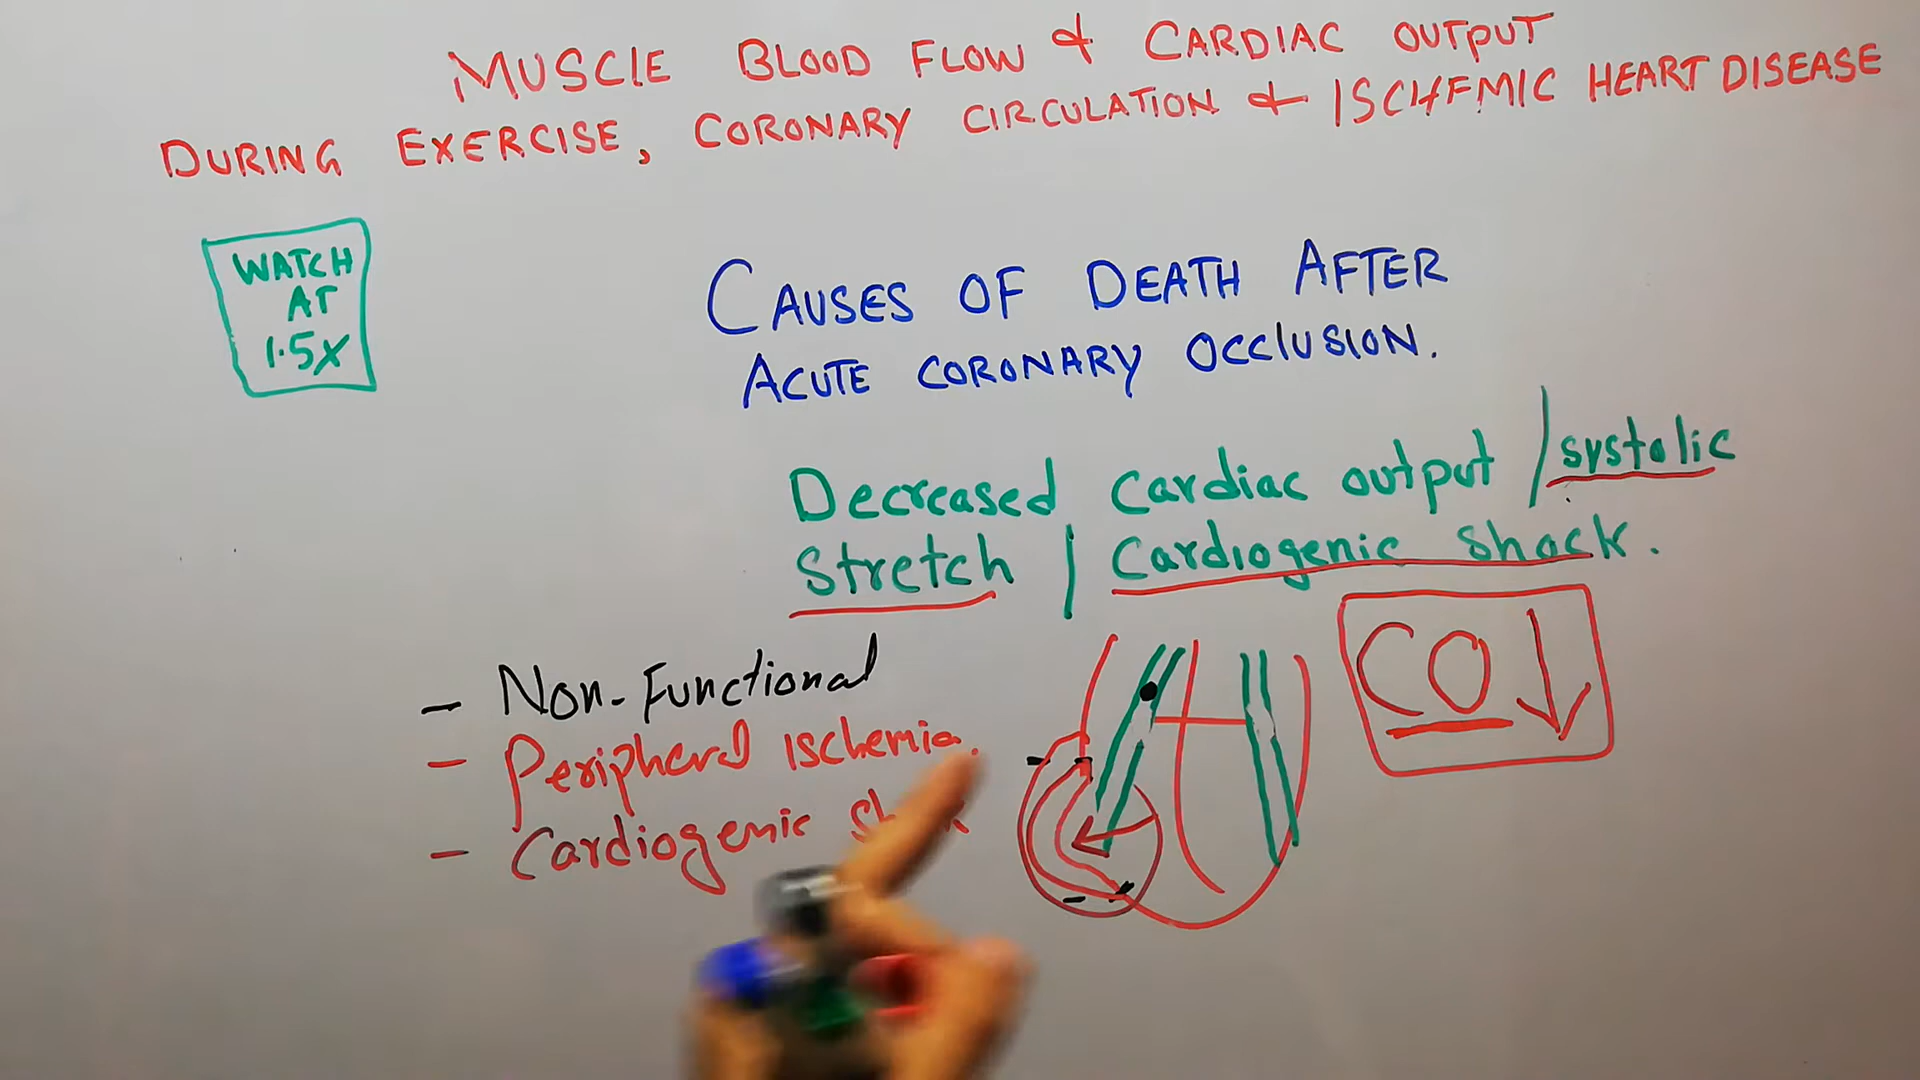 MUSCLE BLOOD FLOW & CARDIAC OUTPUT
DURING EXERCISE, CORONARY CIRCULATION & ISCHEMIC HEART DISEASE
WATCH
AT
1.5X
CAUSES OF DEATH AFTER
ACUTE CORONARY OCCLUSION.
Decreased Cardiac output / systolic
Stretch / Cardiogenic Shock.
- Non-Functional
- Peripheral Ischemia.
- Cardiogenic
CO↓